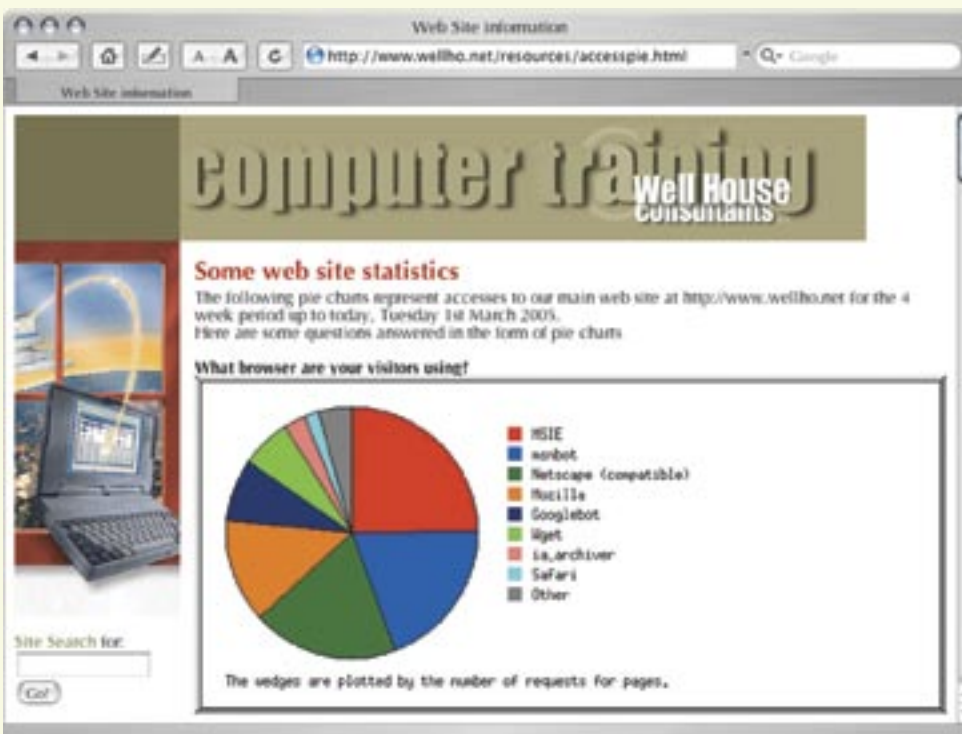 Web Site information
A A
http://www.wellho.net/resources/accesspie.html
Google
Web Site information
computer training
Well House
Consultants
Some web site statistics
The following pie charts represent accesses to our main web site at http://www.wellho.net for the 4
week period up to today, Tuesday 1st March 2005.
Here are some questions answered in the form of pie charts
What browser are your visitors using?
MSIE
msnbot
Netscape (compatible)
Mozilla
Googlebot
Wget
ia_archiver
Safari
Other
The wedges are plotted by the number of requests for pages.
Site Search for:
Go!